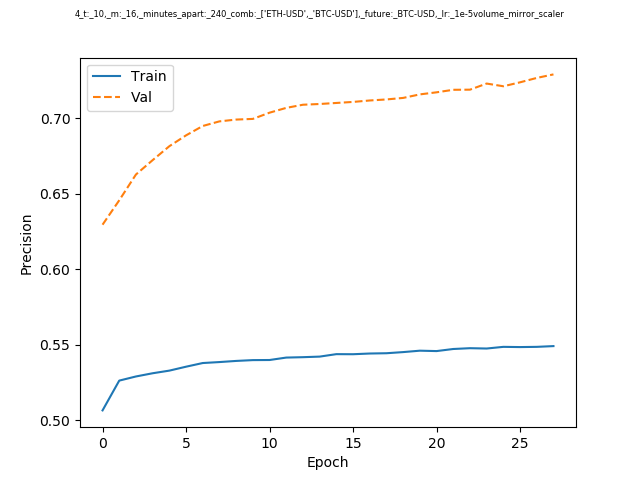 4_t:_10,_m:_16,_minutes_apart:_240_comb:_['ETH-USD',_'BTC-USD'],_future:_BTC-USD,_lr:_1e-5volume_mirror_scaler
Train
Val
0.70
0.65
0.60
0.55
0.50
Precision
0 5 10 15 20 25
Epoch